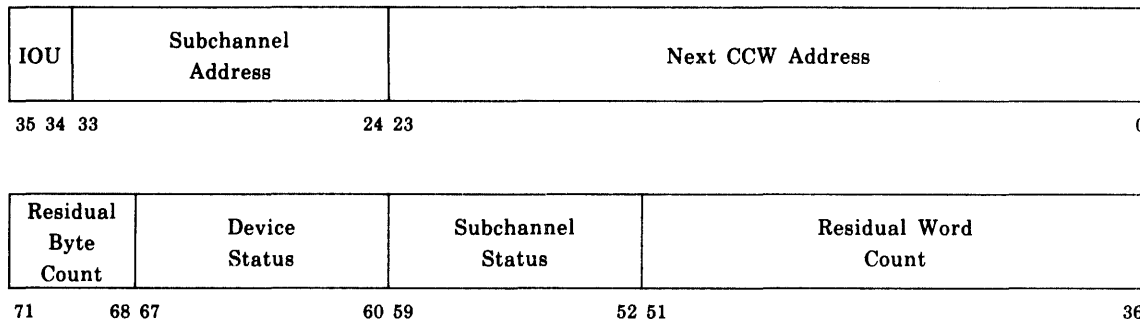 IOU
Subchannel
Address
Next CCW Address
35 34 33 24 23 0
Residual
Byte
Count
Device
Status
Subchannel
Status
Residual Word
Count
71 68 67 60 59 52 51 36